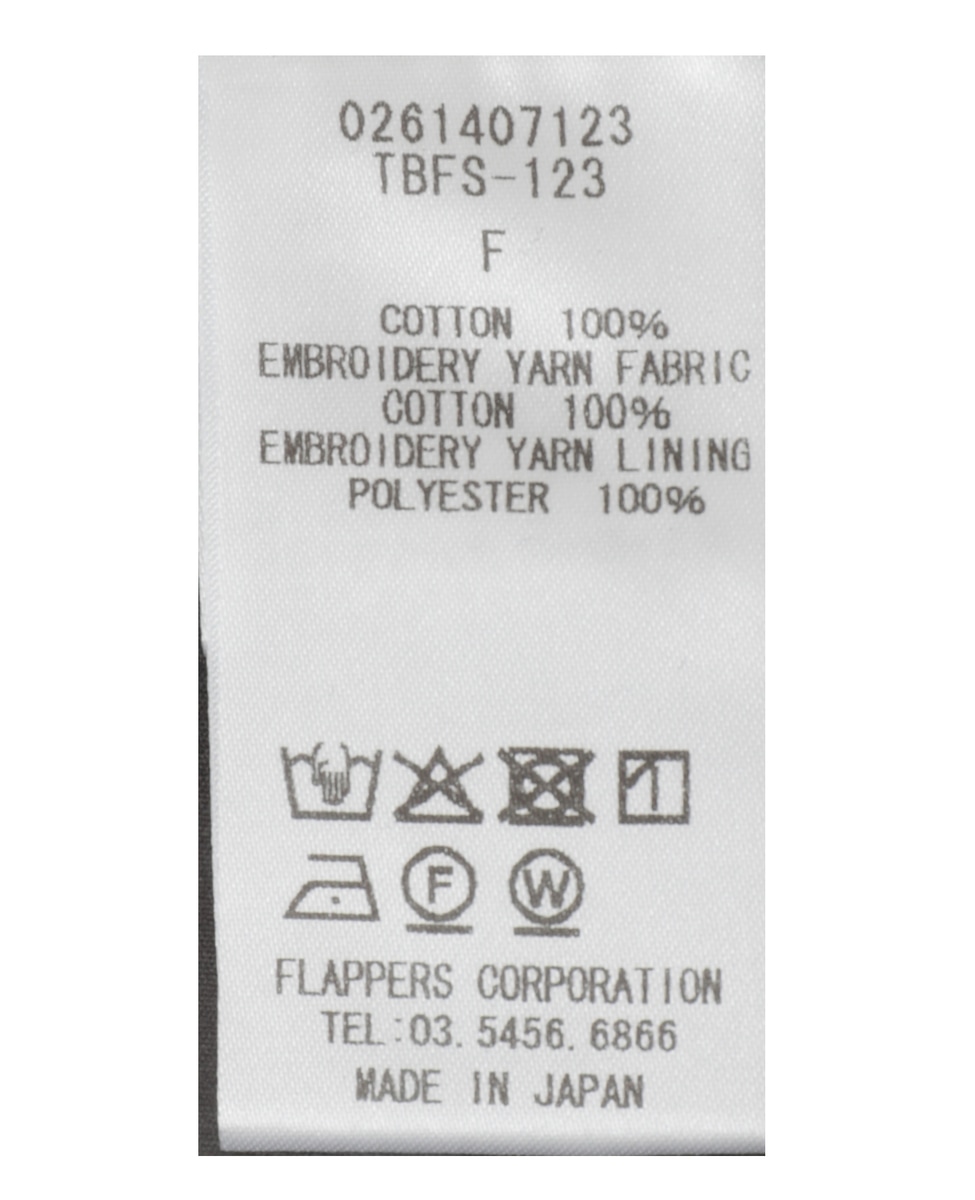 0261407123
TBFS-123
F
COTTON 100%
EMBROIDERY YARN FABRIC
COTTON 100%
EMBROIDERY YARN LINING
POLYESTER 100%
F W
FLAPPERS CORPORATION
TEL:03. 5456. 6866
MADE IN JAPAN